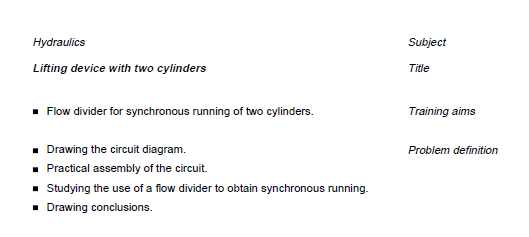 Hydraulics Subject
Lifting device with two cylinders Title
■ Flow divider for synchronous running of two cylinders. Training aims
■ Drawing the circuit diagram. Problem definition
■ Practical assembly of the circuit.
■ Studying the use of a flow divider to obtain synchronous running.
■ Drawing conclusions.